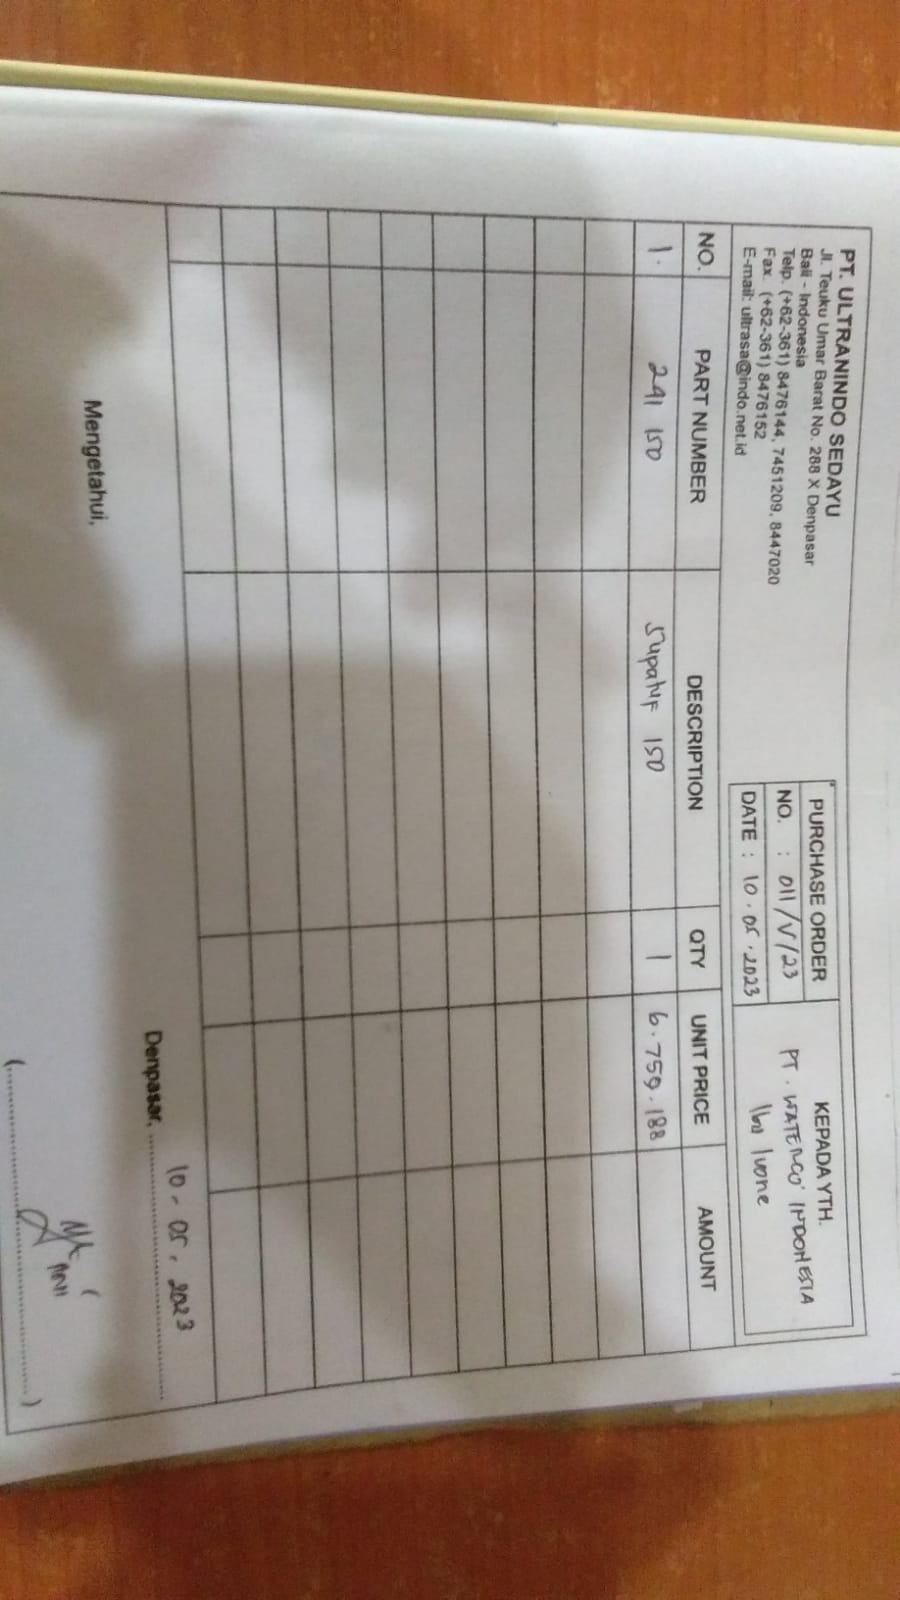 PT. ULTRANINDO SEDAYU
Jl. Teuku Umar Barat No. 288 X Denpasar
Bali - Indonesia
Telp. (+62-361) 8476144, 7451209, 8447020
Fax. (+62-361) 8476152
E-mail: ultrasa@indo.net.id
PURCHASE ORDER
NO. : 011/V/23
DATE : 10.05.2023
KEPADA YTH.
PT. WATERCO INDONESIA
Ibu Ivone
NO. PART NUMBER DESCRIPTION QTY UNIT PRICE AMOUNT
1. 241 150 150 1 6.759.188
Denpasar, 10-05.2023
Mengetahui,
(..............................)